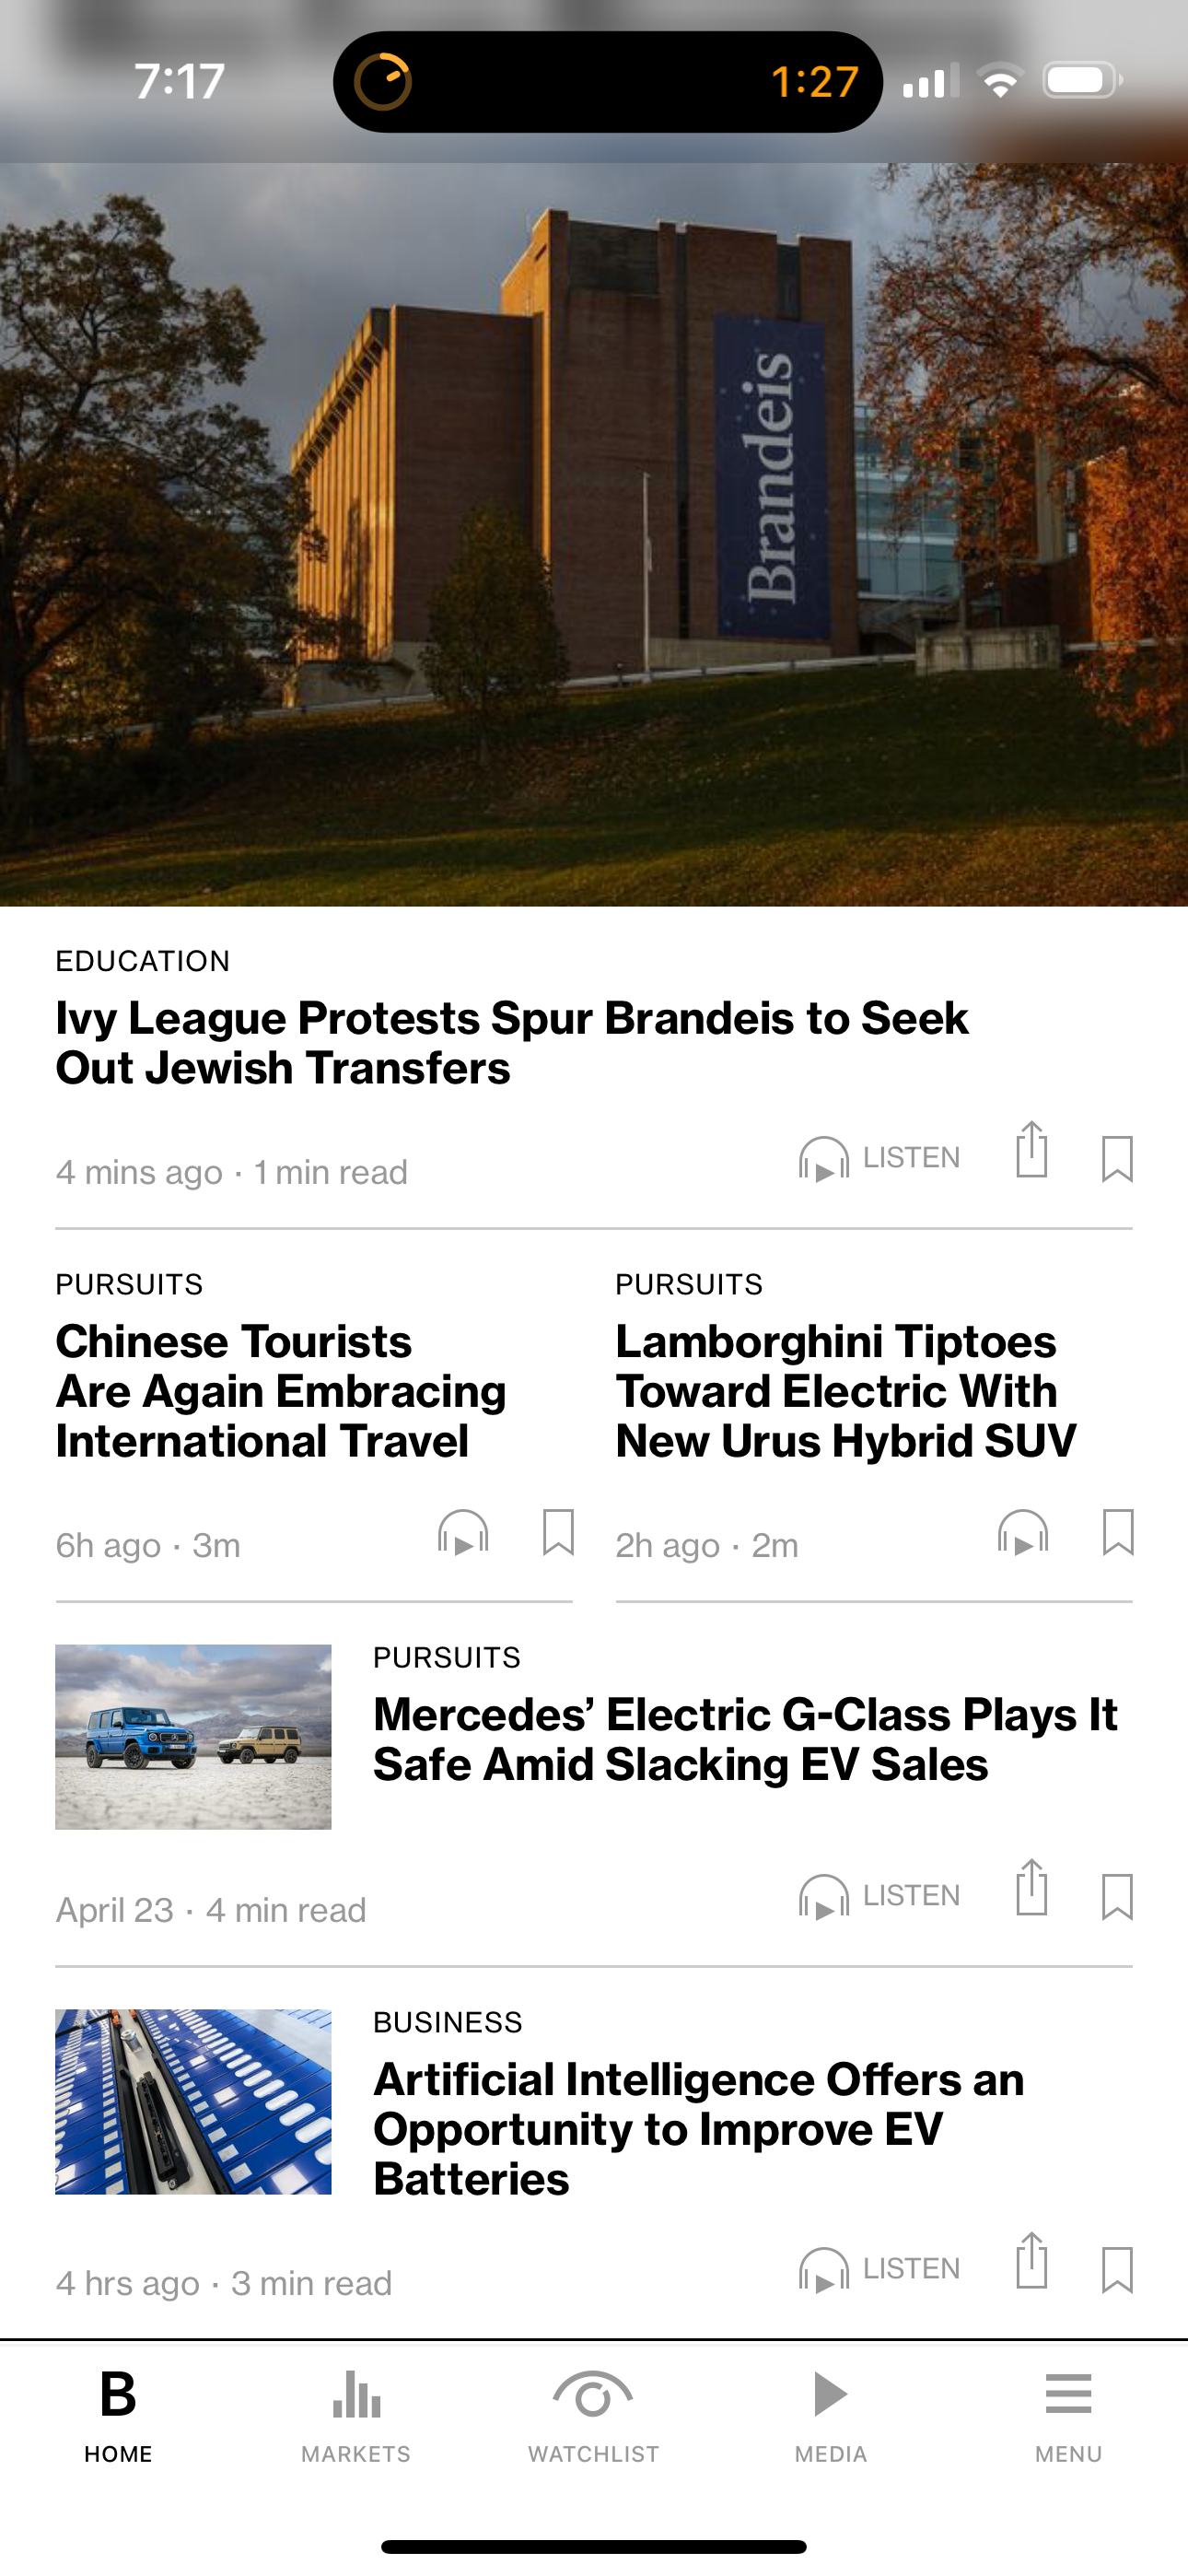 7:17
1:27
Brandeis
EDUCATION
Ivy League Protests Spur Brandeis to Seek
Out Jewish Transfers
4 mins ago · 1 min read
LISTEN
PURSUITS
Chinese Tourists
Are Again Embracing
International Travel
6h ago · 3m
PURSUITS
Lamborghini Tiptoes
Toward Electric With
New Urus Hybrid SUV
2h ago · 2m
PURSUITS
Mercedes’ Electric G-Class Plays It
Safe Amid Slacking EV Sales
April 23 · 4 min read
LISTEN
BUSINESS
Artificial Intelligence Offers an
Opportunity to Improve EV
Batteries
4 hrs ago · 3 min read
LISTEN
B
HOME
MARKETS
WATCHLIST
MEDIA
MENU